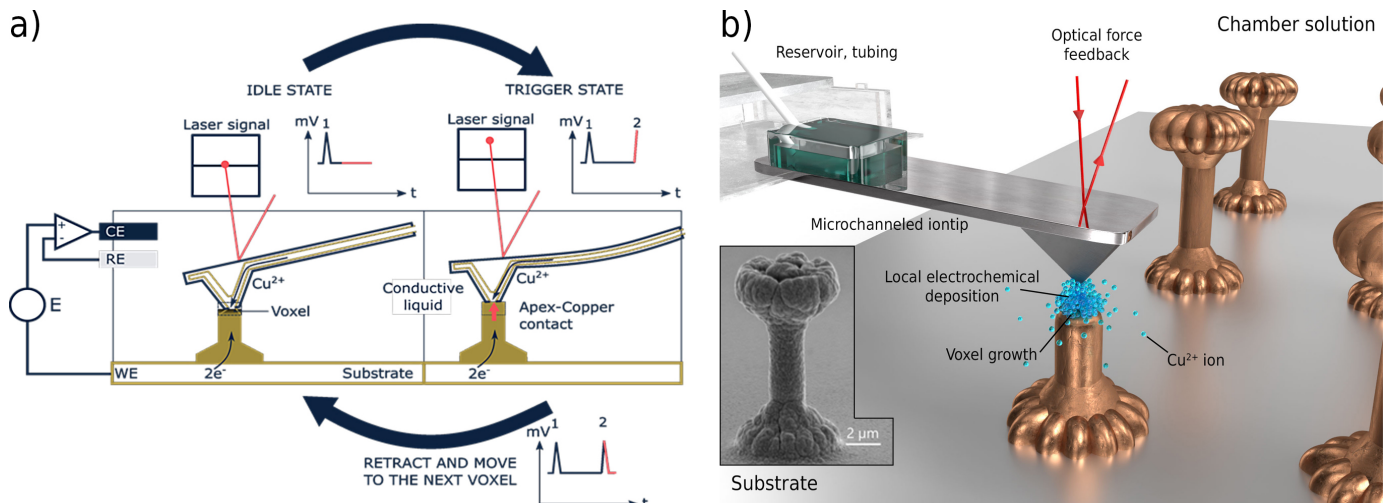 a)
IDLE STATE
TRIGGER STATE
Laser signal
mV
1
t
Laser signal
mV
1
2
t
E
+
-
CE
RE
WE
Cu²⁺
Voxel
2e⁻
Substrate
Conductive
liquid
Cu²⁺
Apex-Copper
contact
2e⁻
RETRACT AND MOVE
TO THE NEXT VOXEL
mV
1
2
t
b)
Chamber solution
Reservoir, tubing
Optical force
feedback
Microchanneled iontip
Local electrochemical
deposition
Voxel growth
Cu²⁺ ion
2 µm
Substrate